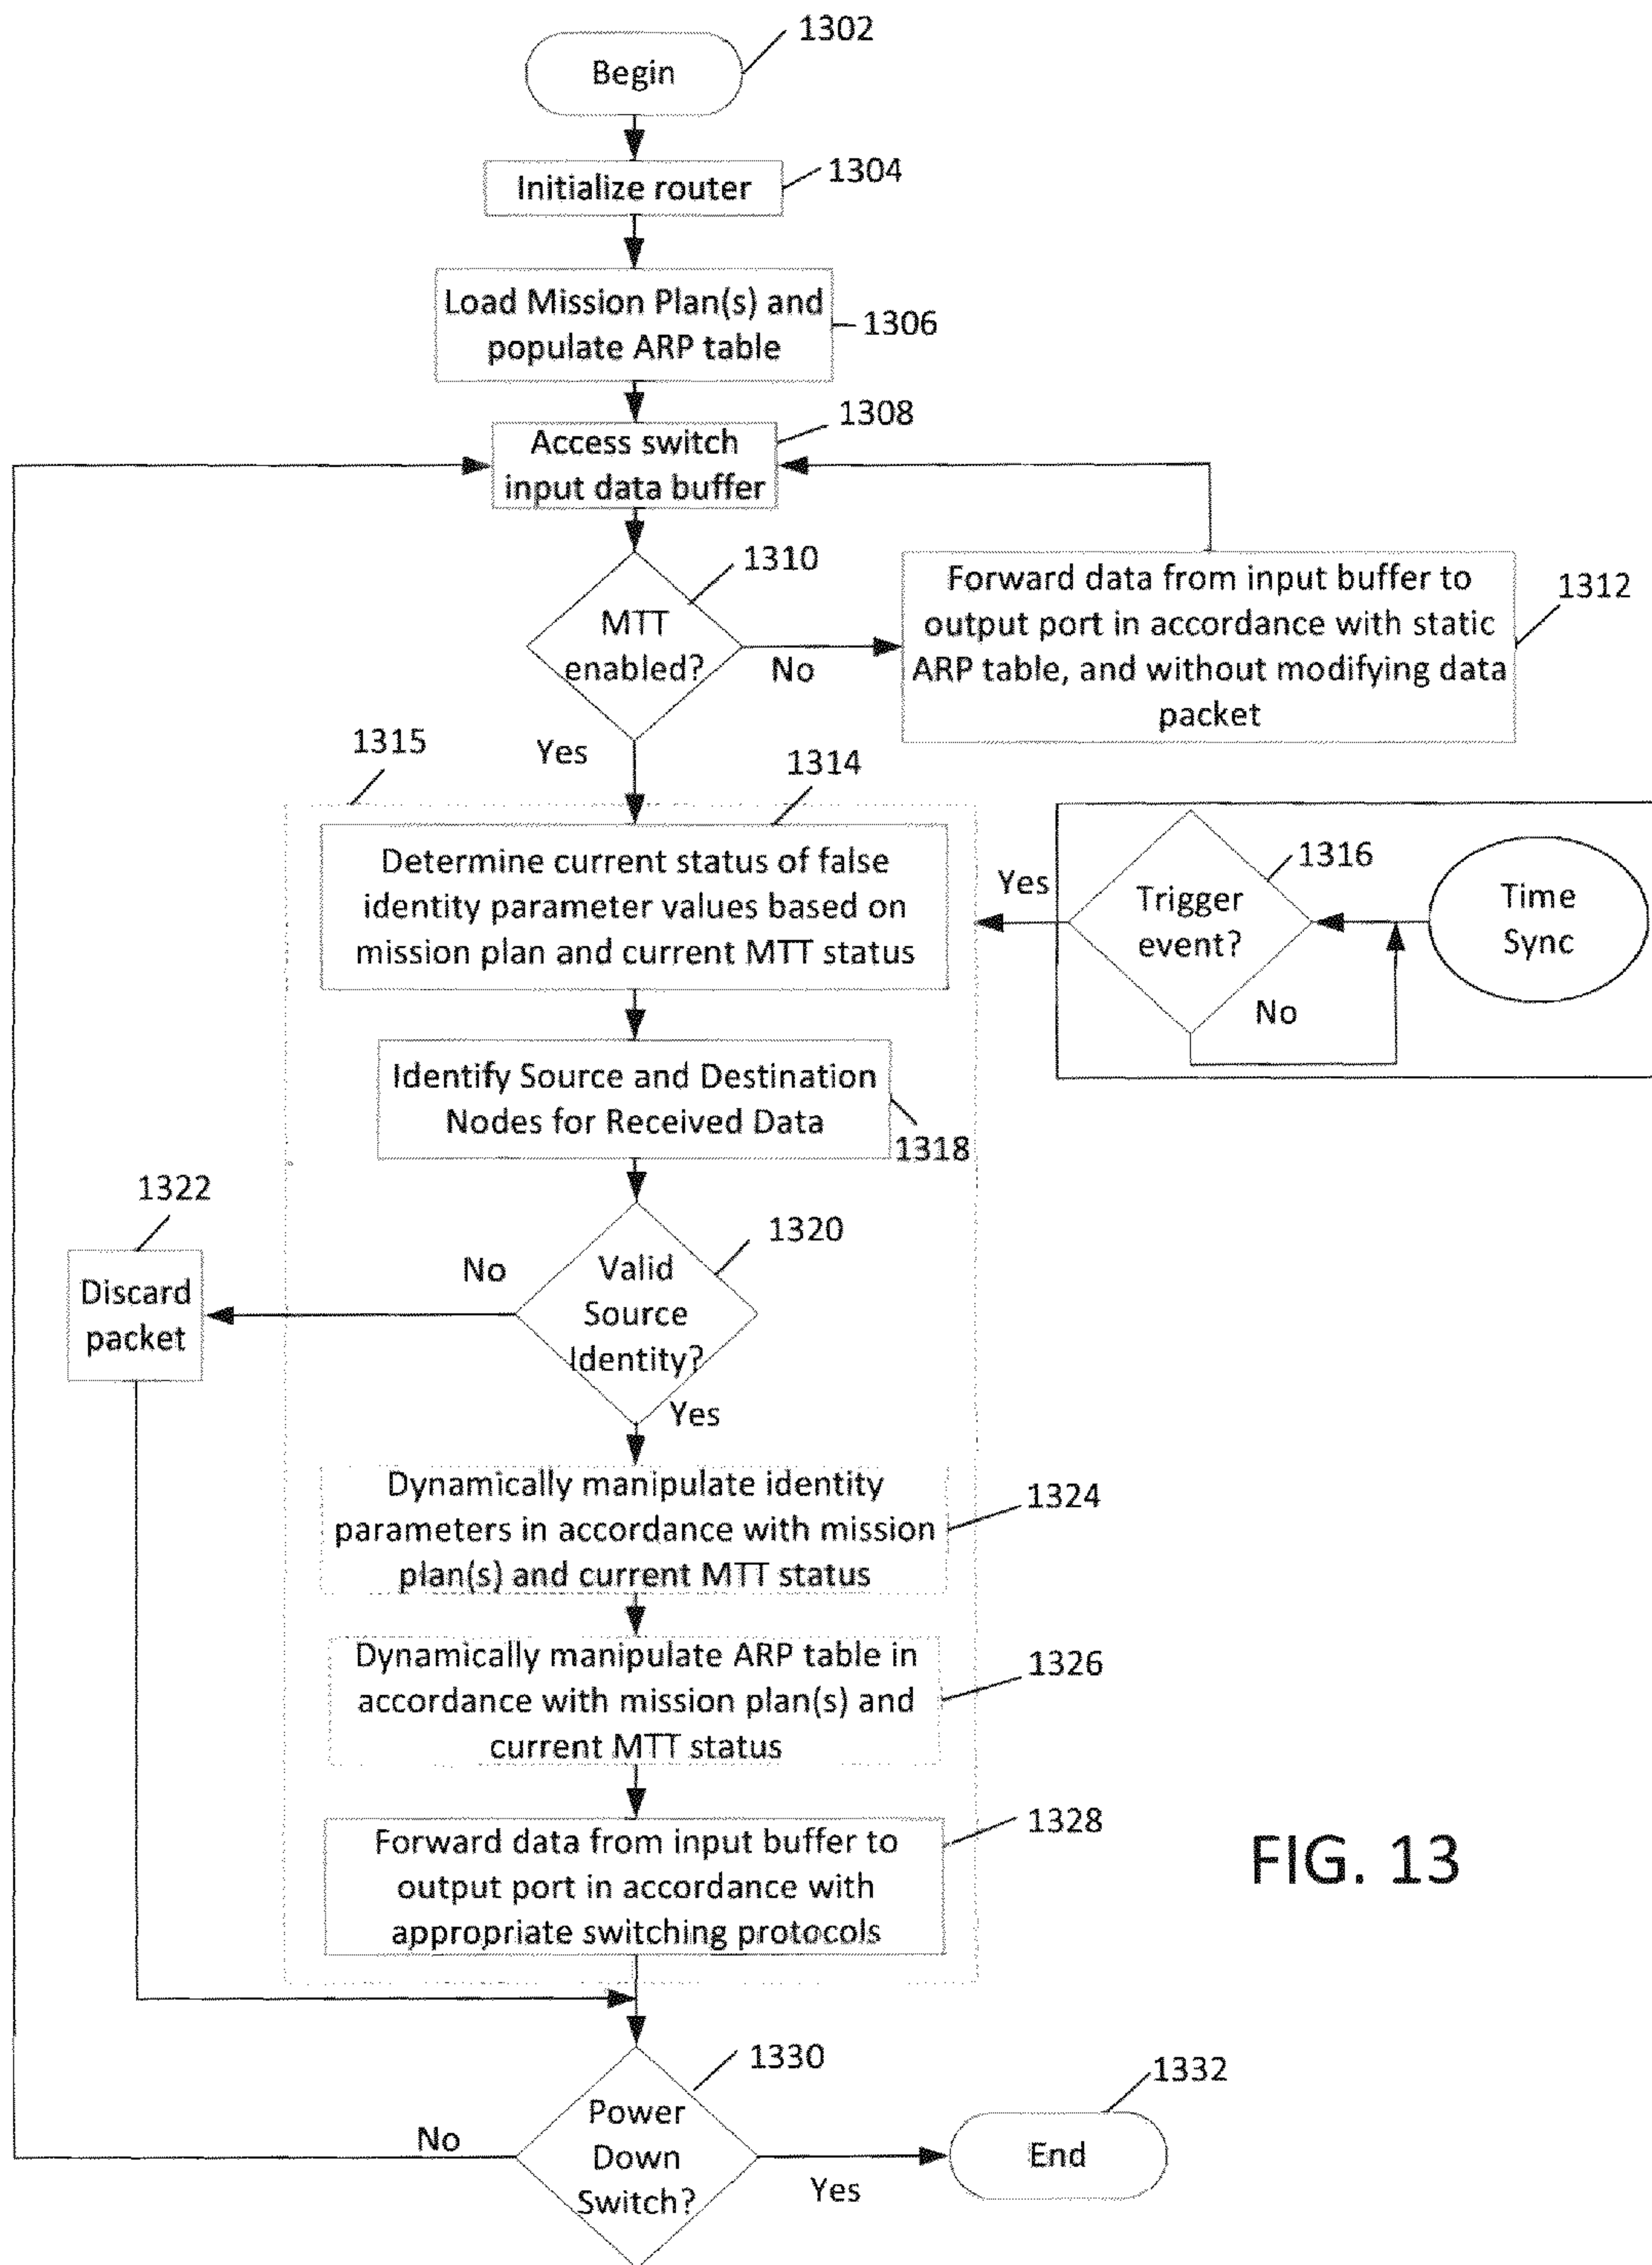 1302
Begin
1304
Initialize router
Load Mission Plan(s) and
populate ARP table
1306
1308
Access switch
input data buffer
1310
MTT
enabled?
No
Yes
Forward data from input buffer to
output port in accordance with static
ARP table, and without modifying data
packet
1312
1315
1314
Determine current status of false
identity parameter values based on
mission plan and current MTT status
Yes
1316
Trigger
event?
No
Time
Sync
Identify Source and Destination
Nodes for Received Data
1318
1322
Discard
packet
No
1320
Valid
Source
Identity?
Yes
Dynamically manipulate identity
parameters in accordance with mission
plan(s) and current MTT status
1324
Dynamically manipulate ARP table in
accordance with mission plan(s) and
current MTT status
1326
Forward data from input buffer to
output port in accordance with
appropriate switching protocols
1328
FIG. 13
1330
Power
Down
Switch?
No
Yes
1332
End